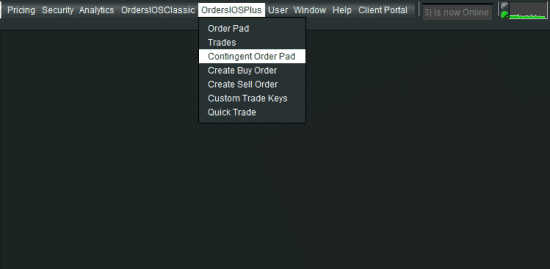 Pricing Security Analytics OrdersIOSClassic OrdersIOSPlus User Window Help Client Portal is now Online
Order Pad
Trades
Contingent Order Pad
Create Buy Order
Create Sell Order
Custom Trade Keys
Quick Trade